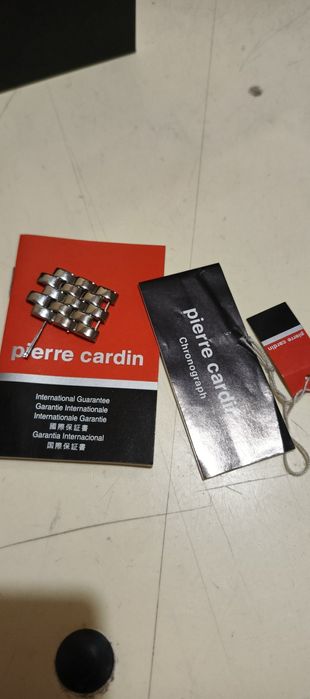 pierre cardin
International Guarantee
Garantie Internationale
Internationale Garantie
國際保証書
Garantia Internacional
国際保証書
pierre cardin
Chronograph
pierre cardin